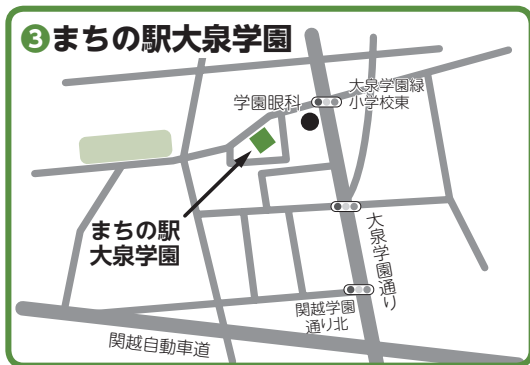 ❸まちの駅大泉学園
学園眼科
大泉学園緑
小学校東
まちの駅
大泉学園
大泉学園通り
関越学園
通り北
関越自動車道